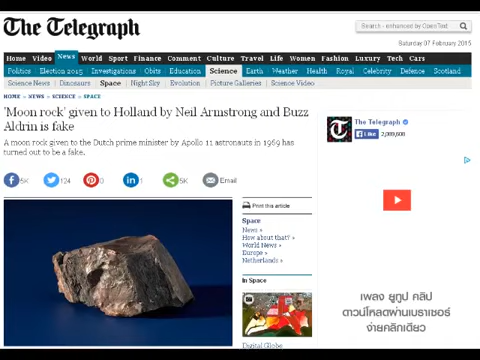 The Telegraph
Search - enhanced by OpenText
Saturday 07 February 2015
Home Video News World Sport Finance Comment Culture Travel Life Women Fashion Luxury Tech Cars
Politics Election 2015 Investigations Obits Education Science Earth Weather Health Royal Celebrity Defence Scotland
Science News Dinosaurs Space Night Sky Evolution Picture Galleries Science Video
HOME » NEWS » SCIENCE » SPACE
'Moon rock' given to Holland by Neil Armstrong and Buzz
Aldrin is fake
A moon rock given to the Dutch prime minister by Apollo 11 astronauts in 1969 has
turned out to be a fake.
5K 124 0 1 5K Email
Print this article
Space
News »
How about that? »
World News »
Europe »
Netherlands »
In Space
Digital Globe
The Telegraph
Like
เพลง ยูทูป คลิป
ดาวน์โหลดผ่านเบราเซอร์
ง่ายคลิกเดียว